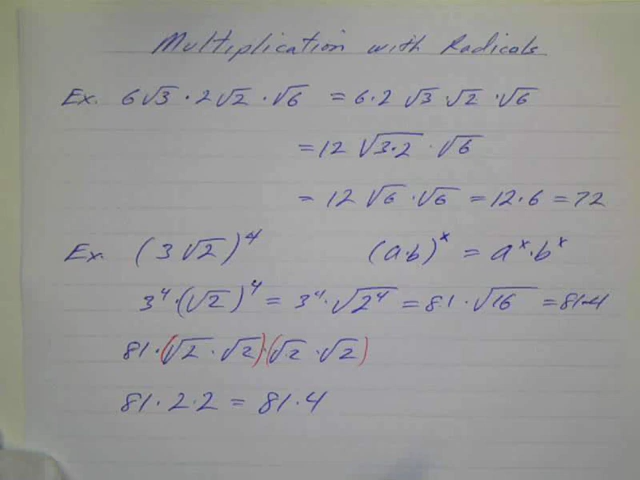 Multiplication with Radicals
Ex. 6√3 · 2√2 · √6 = 6·2 √3 √2 · √6
= 12 √3·2 · √6
= 12 √6 · √6 = 12·6 = 72
Ex. (3√2)⁴ (a·b)ˣ = aˣ·bˣ
3⁴·(√2)⁴ = 3⁴·√2⁴ = 81·√16 = 81·4
81·(√2 · √2)·(√2 · √2)
81·2·2 = 81·4